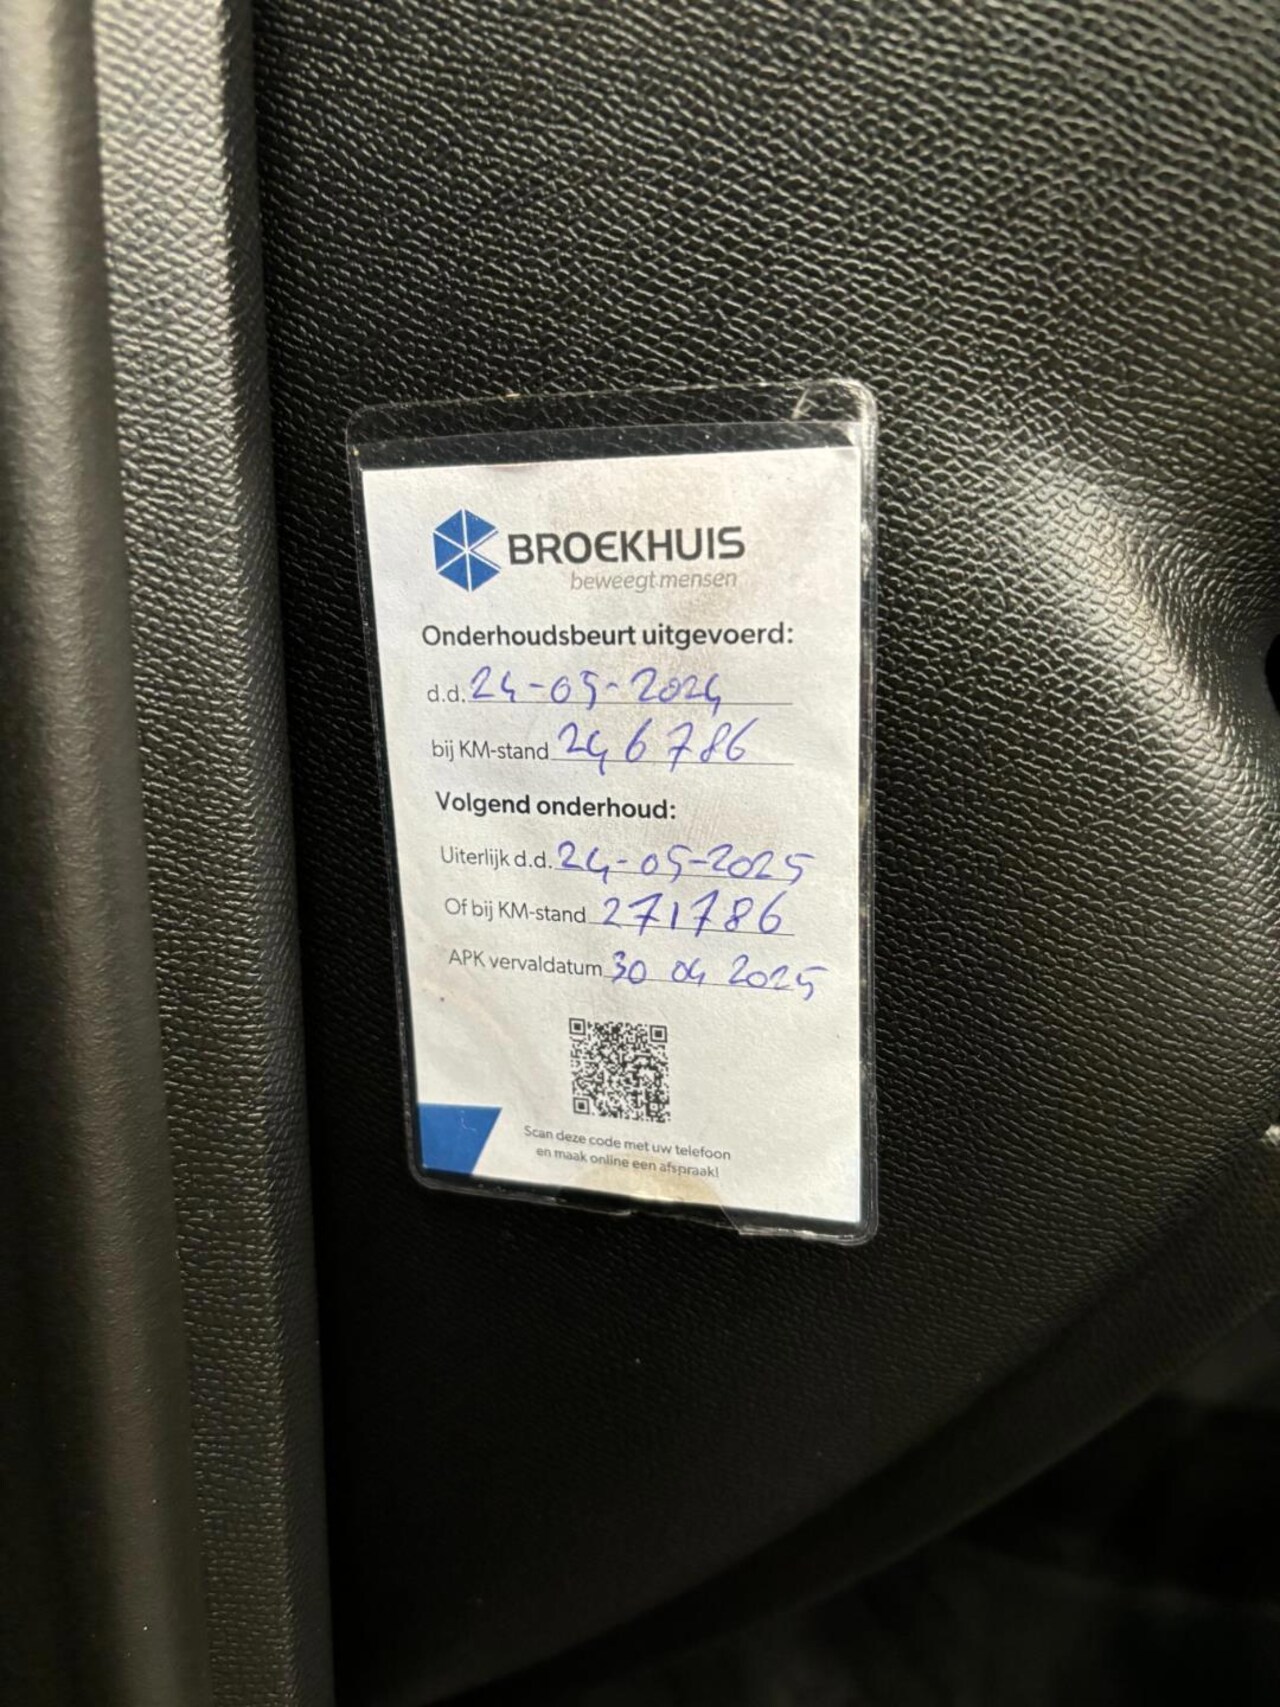 BROEKHUIS
beweegt mensen
Onderhoudsbeurt uitgevoerd:
d.d. 24-05-2024
bij KM-stand 246786
Volgend onderhoud:
Uiterlijk d.d. 24-05-2025
Of bij KM-stand 271786
APK vervaldatum 30 04 2025
Scan deze code met uw telefoon
en maak online een afspraak!